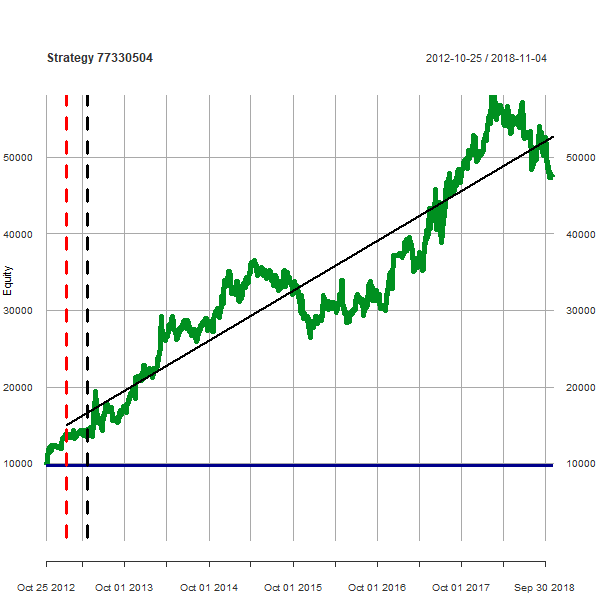 Strategy 77330504
2012-10-25 / 2018-11-04
Equity
50000
50000
40000
40000
30000
30000
20000
20000
10000
10000
Oct 25 2012
Oct 01 2013
Oct 01 2014
Oct 01 2015
Oct 01 2016
Oct 01 2017
Sep 30 2018